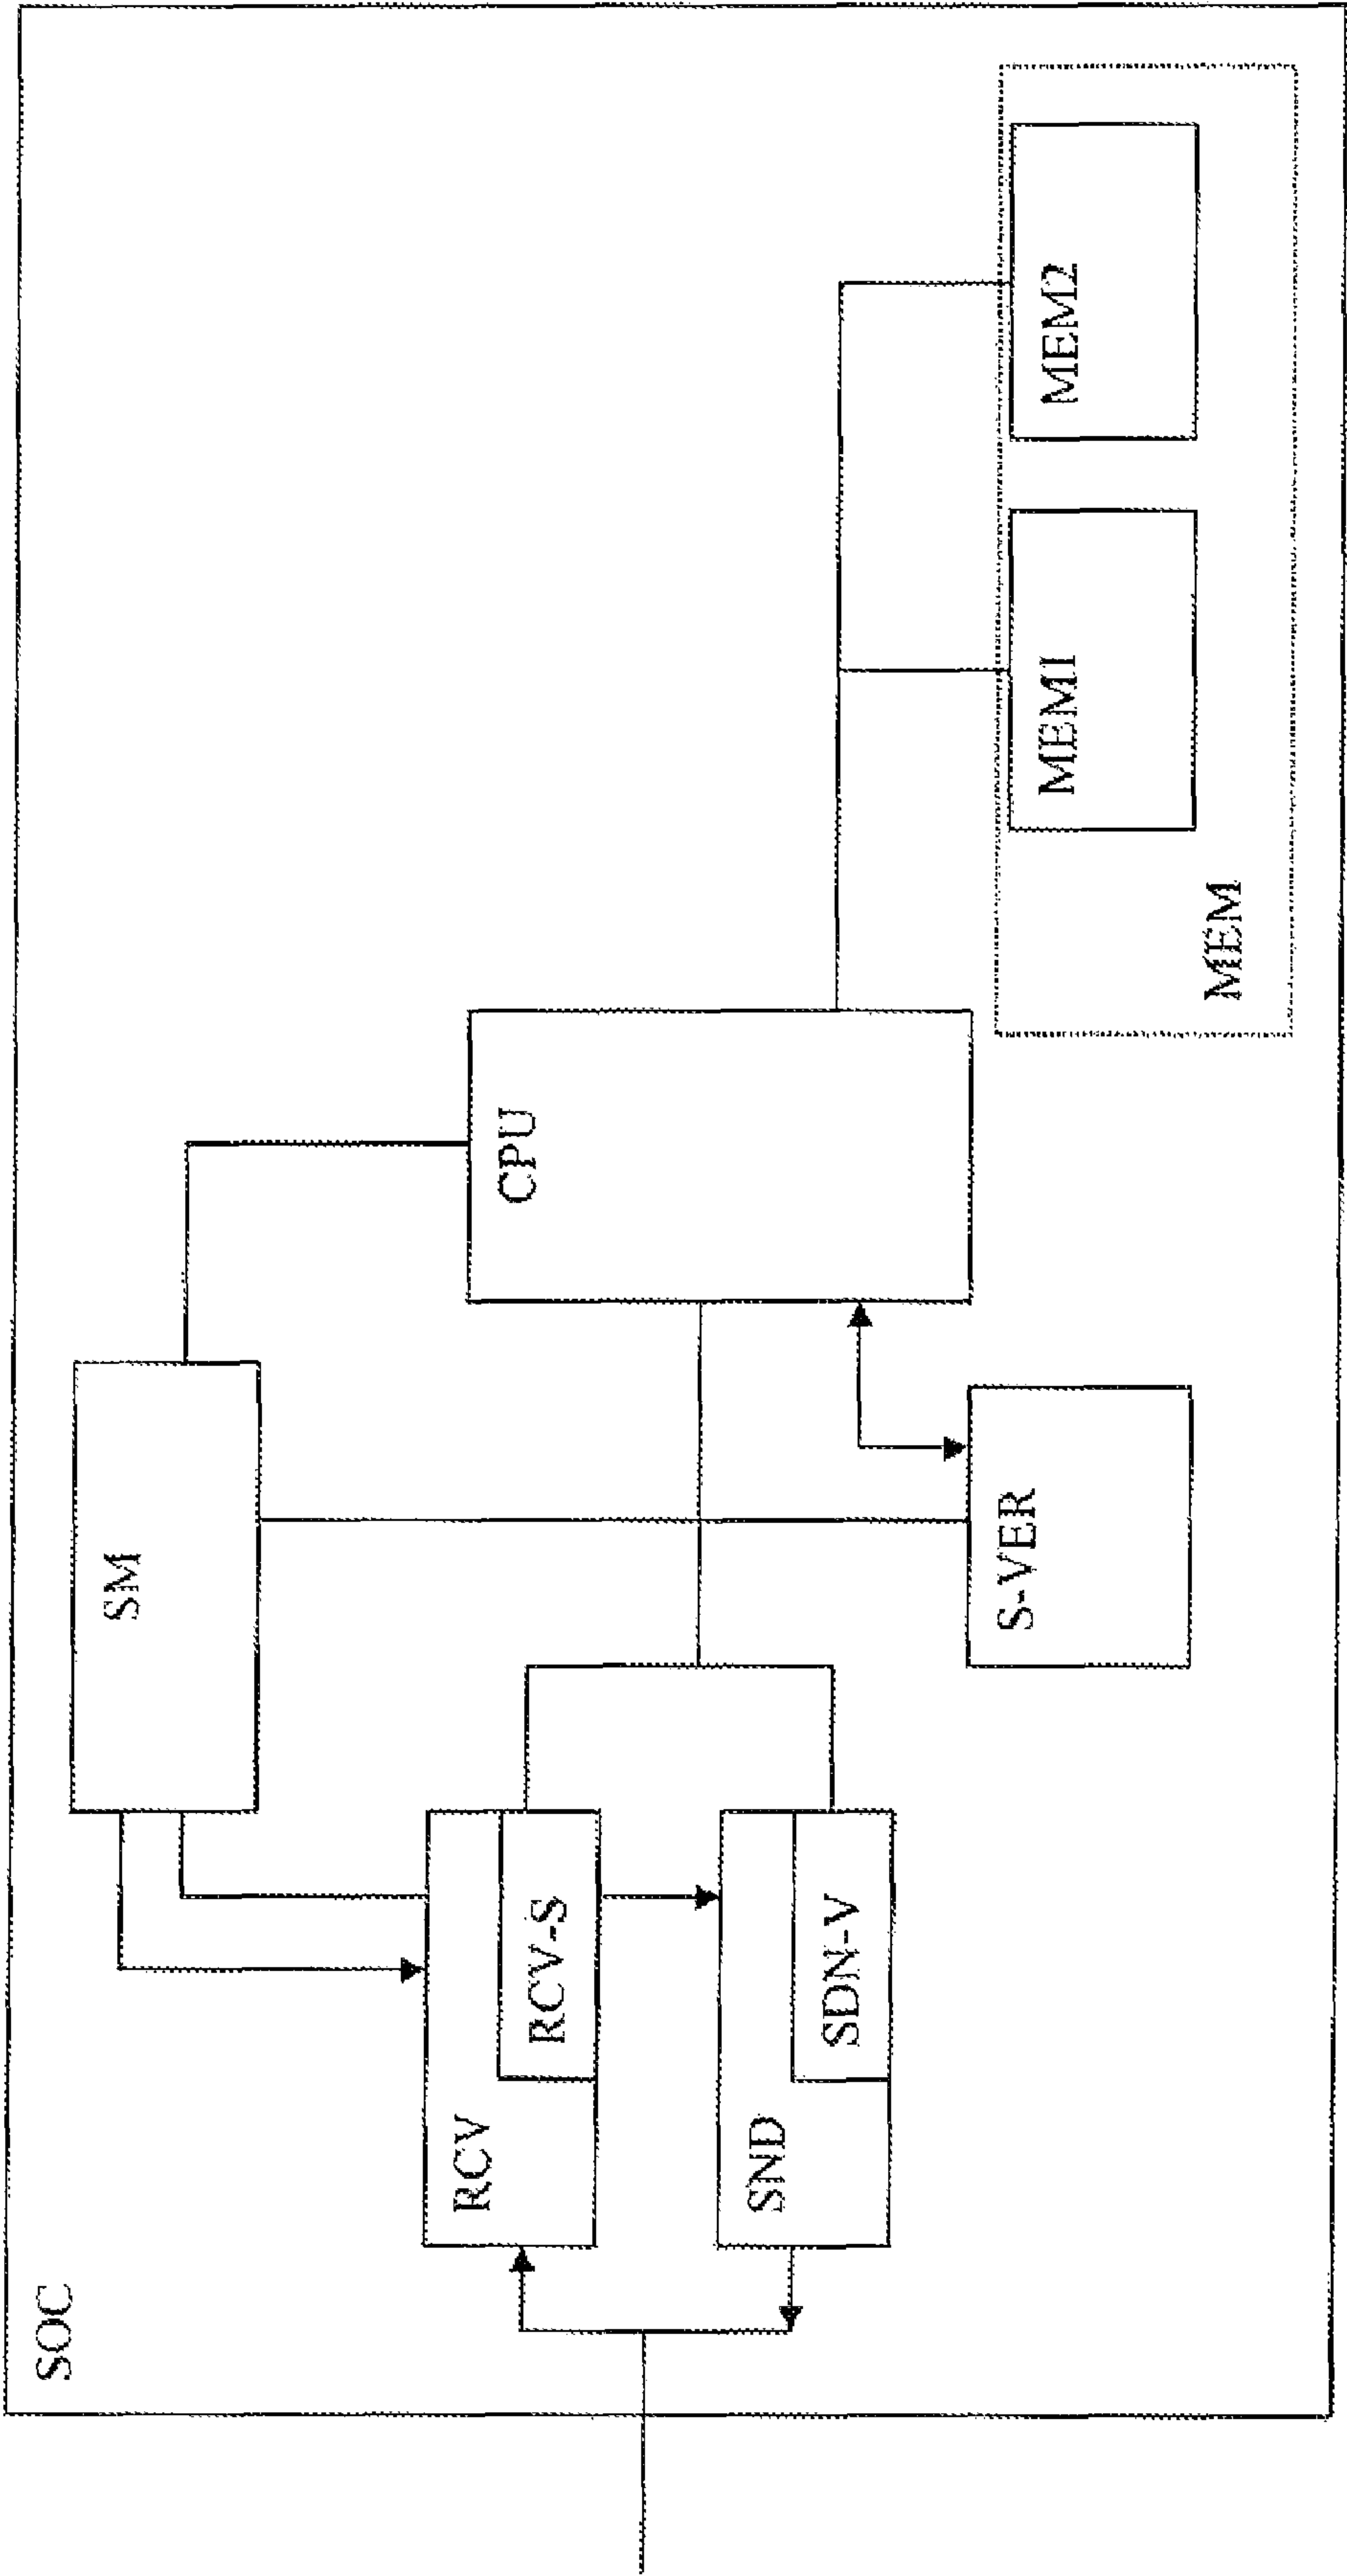 SOC
SM
RCV
RCV-S
SND
SDN-V
CPU
S-VER
MEM1
MEM2
MEM